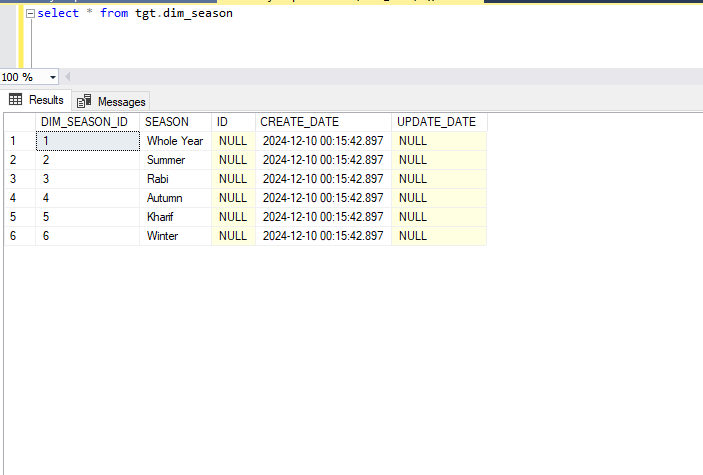 select * from tgt.dim_season
100 %
Results Messages
DIM_SEASON_ID SEASON ID CREATE_DATE UPDATE_DATE
1 1 Whole Year NULL 2024-12-10 00:15:42.897 NULL
2 2 Summer NULL 2024-12-10 00:15:42.897 NULL
3 3 Rabi NULL 2024-12-10 00:15:42.897 NULL
4 4 Autumn NULL 2024-12-10 00:15:42.897 NULL
5 5 Kharif NULL 2024-12-10 00:15:42.897 NULL
6 6 Winter NULL 2024-12-10 00:15:42.897 NULL